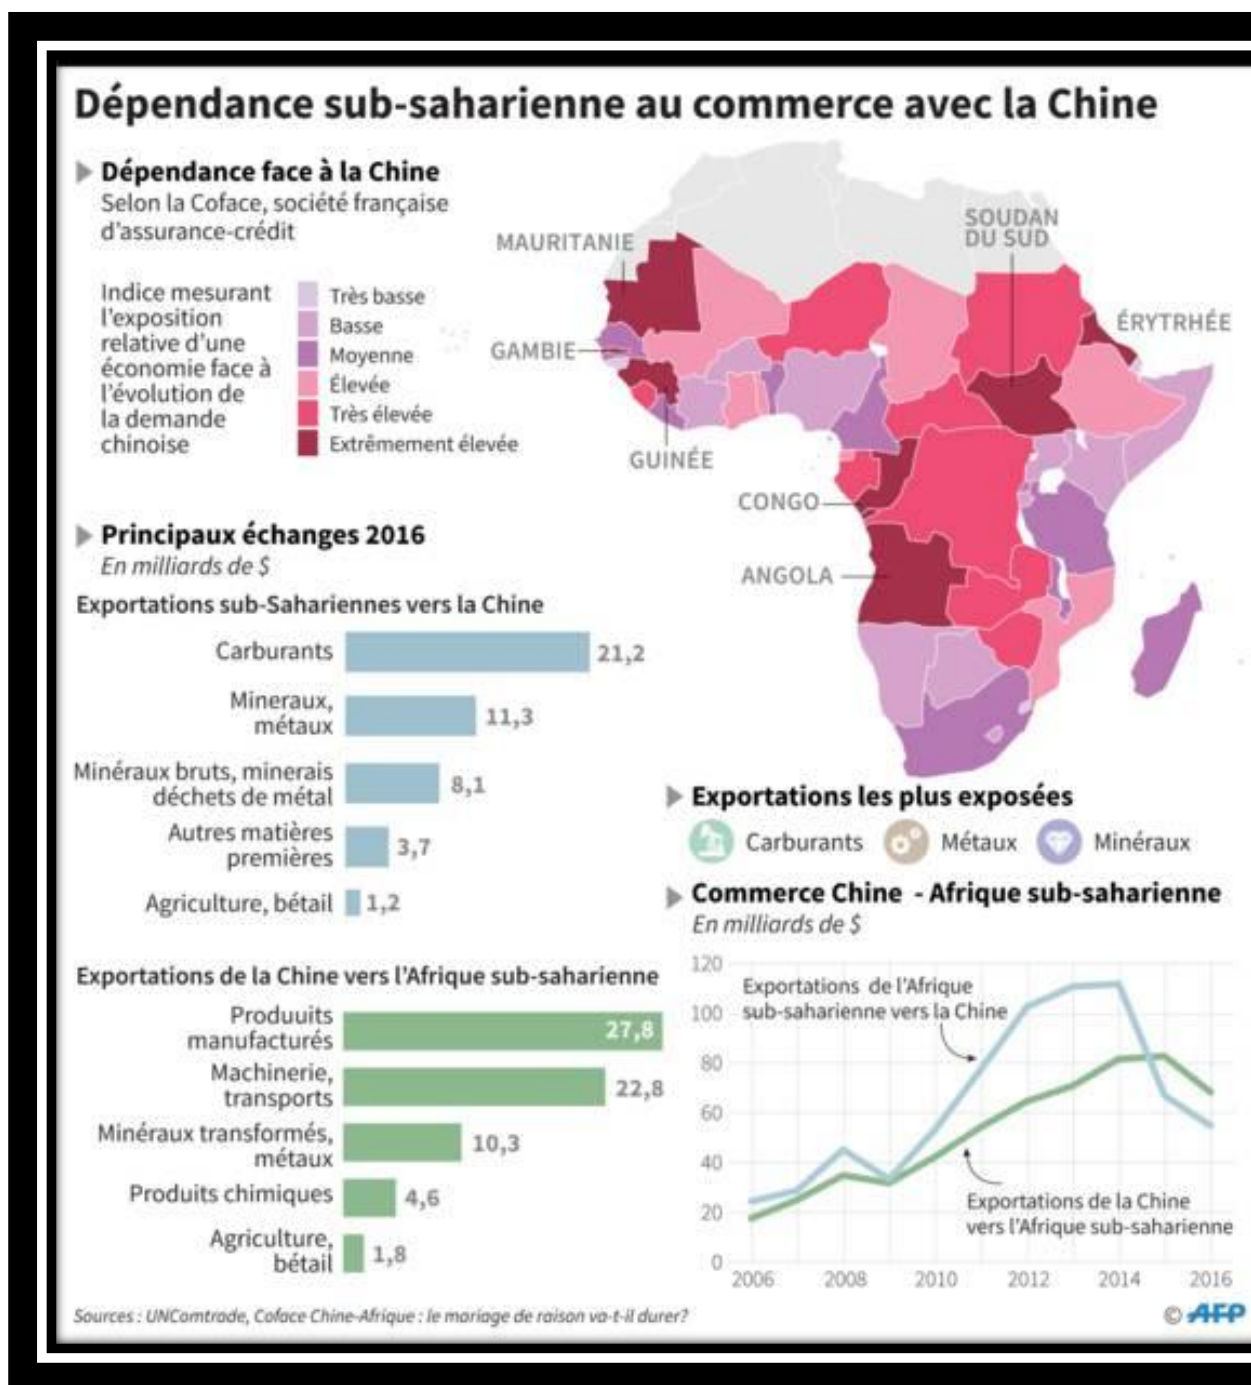 Dépendance sub-saharienne au commerce avec la Chine
Dépendance face à la Chine
Selon la Coface, société française
d'assurance-crédit
Indice mesurant
l'exposition
relative d'une
économie face à
l'évolution de
la demande
chinoise
Très basse
Basse
Moyenne
Élevée
Très élevée
Extrêmement élevée
MAURITANIE
SOUDAN
DU SUD
ÉRYTRHÉE
GAMBIE
GUINÉE
CONGO
ANGOLA
Principaux échanges 2016
En milliards de $
Exportations sub-Sahariennes vers la Chine
Carburants
21,2
Mineraux,
métaux
11,3
Minéraux bruts, minerais
déchets de métal
8,1
Autres matières
premières
3,7
Agriculture, bétail
1,2
Exportations de la Chine vers l'Afrique sub-saharienne
Produuits
manufacturés
27,8
Machinerie,
transports
22,8
Minéraux transformés,
métaux
10,3
Produits chimiques
4,6
Agriculture,
bétail
1,8
Exportations les plus exposées
Carburants
Métaux
Minéraux
Commerce Chine - Afrique sub-saharienne
En milliards de $
120
100
80
60
40
20
0
Exportations de l'Afrique
sub-saharienne vers la Chine
Exportations de la Chine
vers l'Afrique sub-saharienne
2006 2008 2010 2012 2014 2016
Sources : UNComtrade, Coface Chine-Afrique : le mariage de raison va-t-il durer?
© AFP